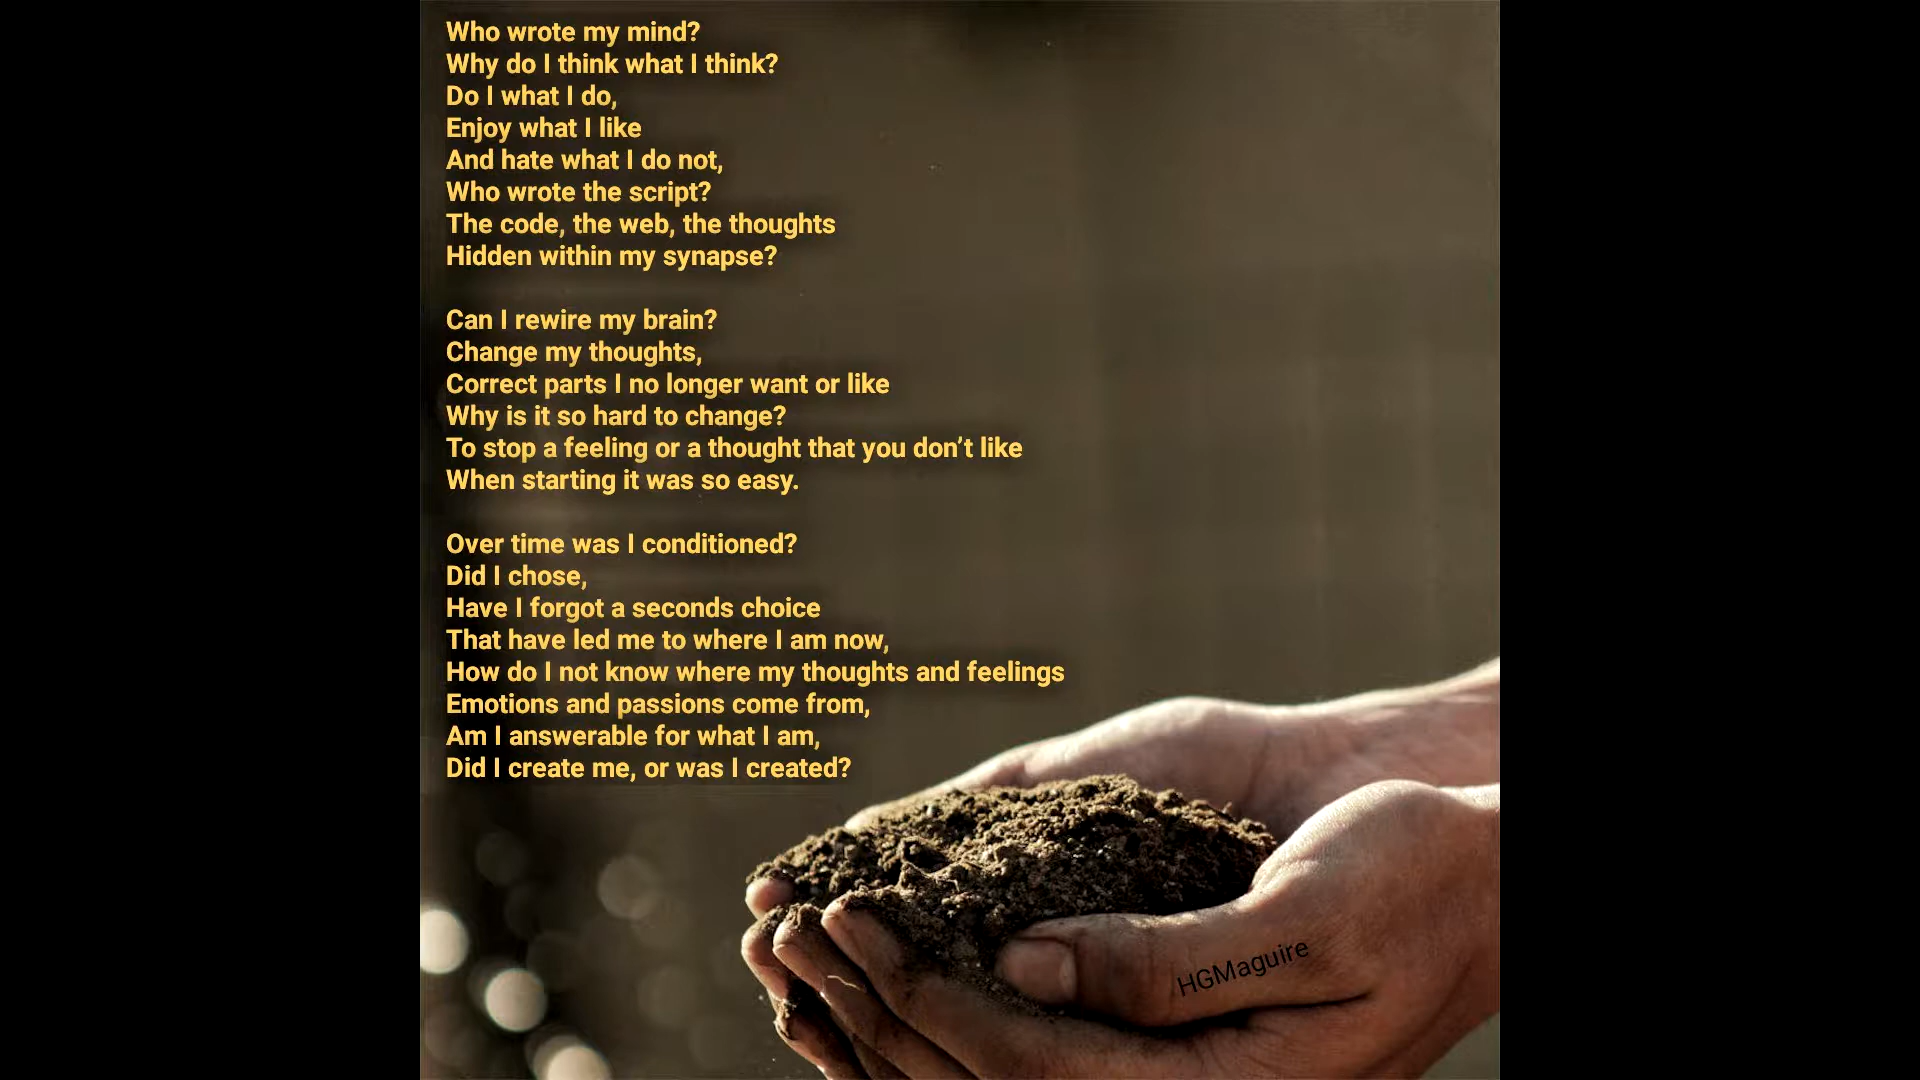 Who wrote my mind?
Why do I think what I think?
Do I what I do,
Enjoy what I like
And hate what I do not,
Who wrote the script?
The code, the web, the thoughts
Hidden within my synapse?

Can I rewire my brain?
Change my thoughts,
Correct parts I no longer want or like
Why is it so hard to change?
To stop a feeling or a thought that you don’t like
When starting it was so easy.

Over time was I conditioned?
Did I chose,
Have I forgot a seconds choice
That have led me to where I am now,
How do I not know where my thoughts and feelings
Emotions and passions come from,
Am I answerable for what I am,
Did I create me, or was I created?
HGMaguire